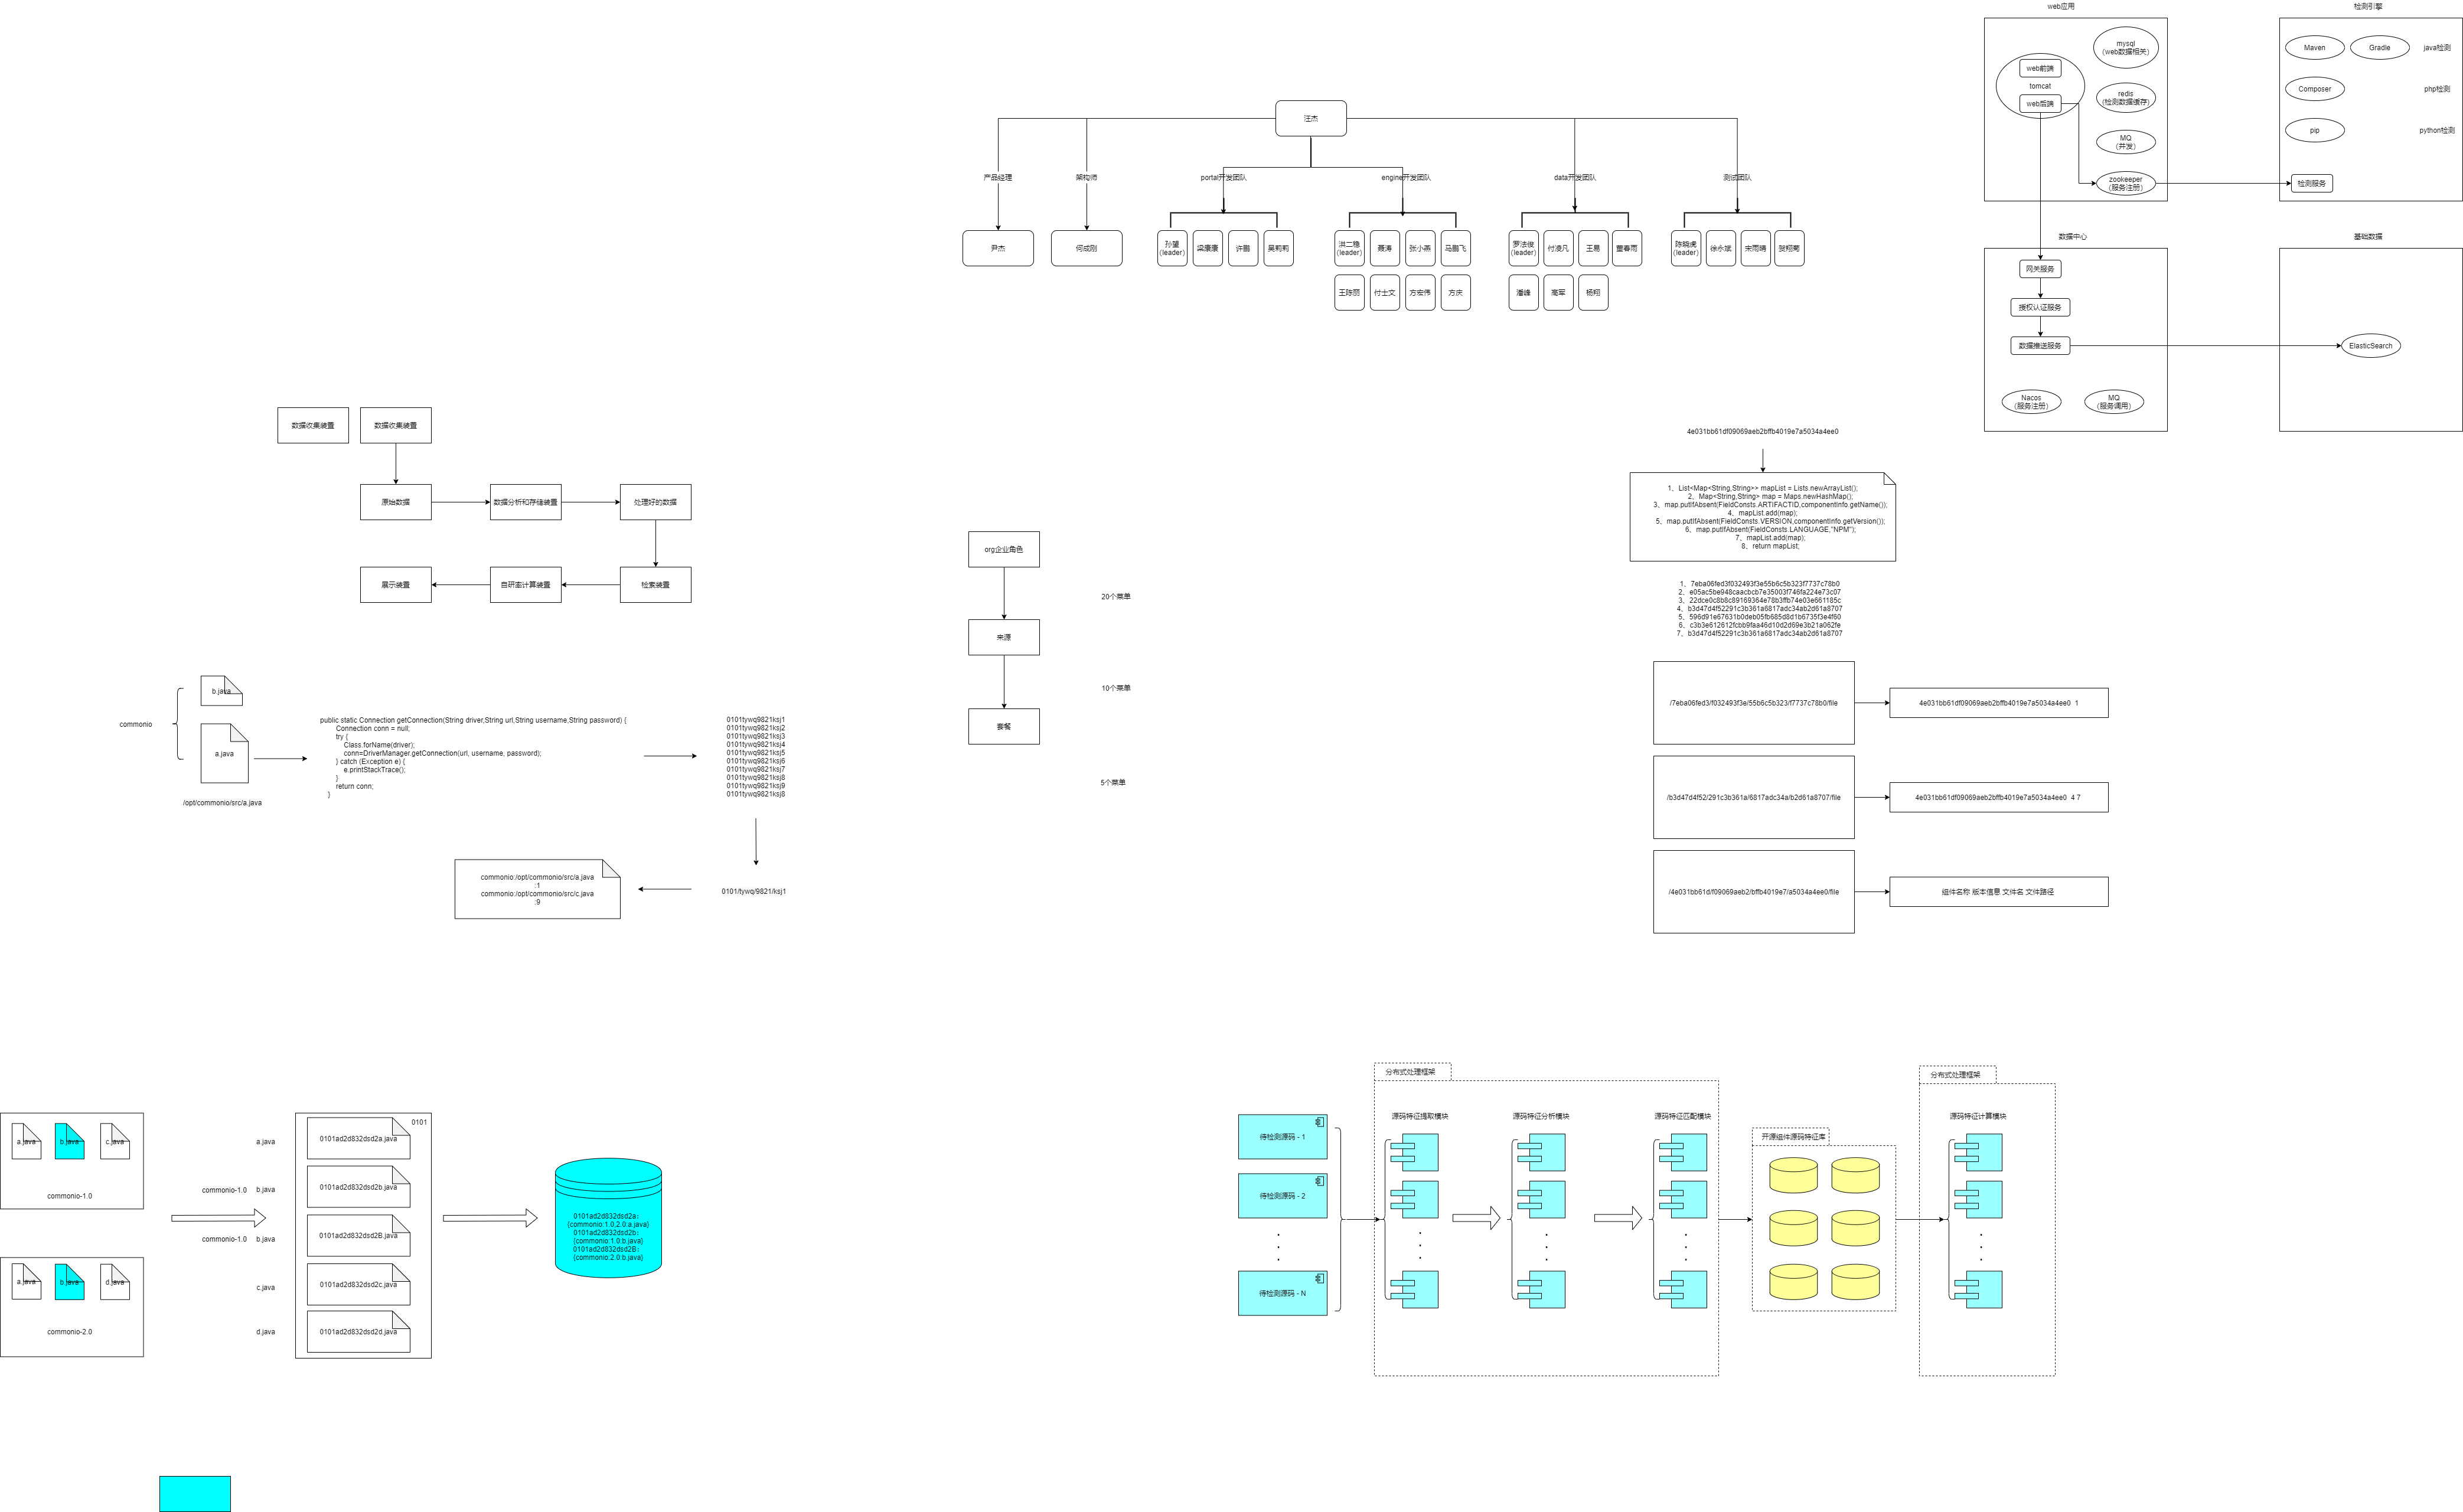 web应用
检测引擎
mysql
(web数据相关)
web前端
tomcat
web后端
redis
(检测数据缓存)
MQ
(并发)
zookeeper
(服务注册)
Maven
Gradle
java检测
Composer
php检测
pip
python检测
检测服务
数据中心
基础数据
网关服务
授权认证服务
数据推送服务
ElasticSearch
Nacos
(服务注册)
MQ
(服务调用)
汪杰
产品经理
架构师
portal开发团队
engine开发团队
data开发团队
测试团队
尹杰
何成刚
孙望
(leader)
梁康康
许鹏
吴莉莉
洪二稳
(leader)
聂涛
张小燕
马鹏飞
王陈丽
付士文
方宏伟
方庆
罗法俊
(leader)
付凌凡
王易
董春雨
潘峰
高军
杨翔
陈晓虎
(leader)
徐永斌
宋雨晴
贺翔菊
数据收集装置
数据收集装置
原始数据
数据分析和存储装置
处理好的数据
展示装置
自研率计算装置
检索装置
org企业角色
20个菜单
来源
10个菜单
套餐
5个菜单
4e031bb61df09069aeb2bffb4019e7a5034a4ee0
1、List<Map<String,String>> mapList = Lists.newArrayList();
2、Map<String,String> map = Maps.newHashMap();
3、map.putIfAbsent(FieldConsts.ARTIFACTID,componentInfo.getName());
4、mapList.add(map);
5、map.putIfAbsent(FieldConsts.VERSION,componentInfo.getVersion());
6、map.putIfAbsent(FieldConsts.LANGUAGE,"NPM");
7、mapList.add(map);
8、return mapList;
1、7eba06fed3f032493f3e55b6c5b323f7737c78b0
2、e05ac5be948caacbcb7e35003f746fa224e73c07
3、22dce0c8b8c89169364e78b3ffb74e03e661185c
4、b3d47d4f52291c3b361a6817adc34ab2d61a8707
5、596d91e67631b0deb05fb685d8d1b6735f3e4f60
6、c3b3e612612fcbb9faa46d10d2d69e3b21a062fe
7、b3d47d4f52291c3b361a6817adc34ab2d61a8707
/7eba06fed3/f032493f3e/55b6c5b323/f7737c78b0/file
4e031bb61df09069aeb2bffb4019e7a5034a4ee0 1
/b3d47d4f52/291c3b361a/6817adc34a/b2d61a8707/file
4e031bb61df09069aeb2bffb4019e7a5034a4ee0 4 7
/4e031bb61d/f09069aeb2/bffb4019e7/a5034a4ee0/file
组件名称 版本信息 文件名 文件路径
commonio
b.java
a.java
/opt/commonio/src/a.java
public static Connection getConnection(String driver,String url,String username,String password) {
Connection conn = null;
try {
Class.forName(driver);
conn=DriverManager.getConnection(url, username, password);
} catch (Exception e) {
e.printStackTrace();
}
return conn;
}
0101tywq9821ksj1
0101tywq9821ksj2
0101tywq9821ksj3
0101tywq9821ksj4
0101tywq9821ksj5
0101tywq9821ksj6
0101tywq9821ksj7
0101tywq9821ksj8
0101tywq9821ksj9
0101tywq9821ksj8
0101/tywq/9821/ksj1
commonio:/opt/commonio/src/a.java
:1
commonio:/opt/commonio/src/c.java
:9
a.java
b.java
c.java
commonio-1.0
a.java
b.java
d.java
commonio-2.0
a.java
commonio-1.0
b.java
commonio-1.0
b.java
c.java
d.java
0101
0101ad2d832dsd2a.java
0101ad2d832dsd2b.java
0101ad2d832dsd2B.java
0101ad2d832dsd2c.java
0101ad2d832dsd2d.java
0101ad2d832dsd2a:
{commonio:1.0,2.0:a.java}
0101ad2d832dsd2b:
{commonio:1.0:b.java}
0101ad2d832dsd2B:
{commonio:2.0:b.java}
待检测源码 - 1
待检测源码 - 2
待检测源码 - N
分布式处理框架
源码特征提取模块
源码特征分析模块
源码特征匹配模块
开源组件源码特征库
分布式处理框架
源码特征计算模块